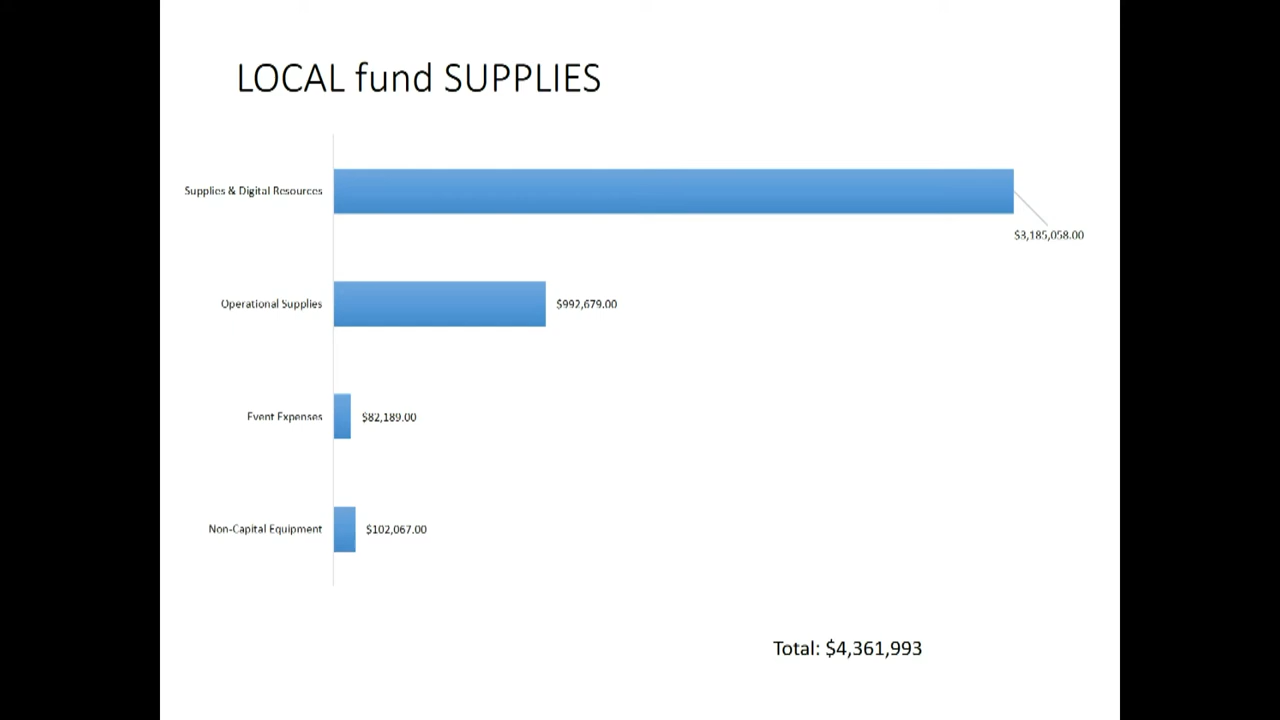 LOCAL fund SUPPLIES
Supplies & Digital Resources
$3,185,058.00
Operational Supplies
$992,679.00
Event Expenses
$82,189.00
Non-Capital Equipment
$102,067.00
Total: $4,361,993